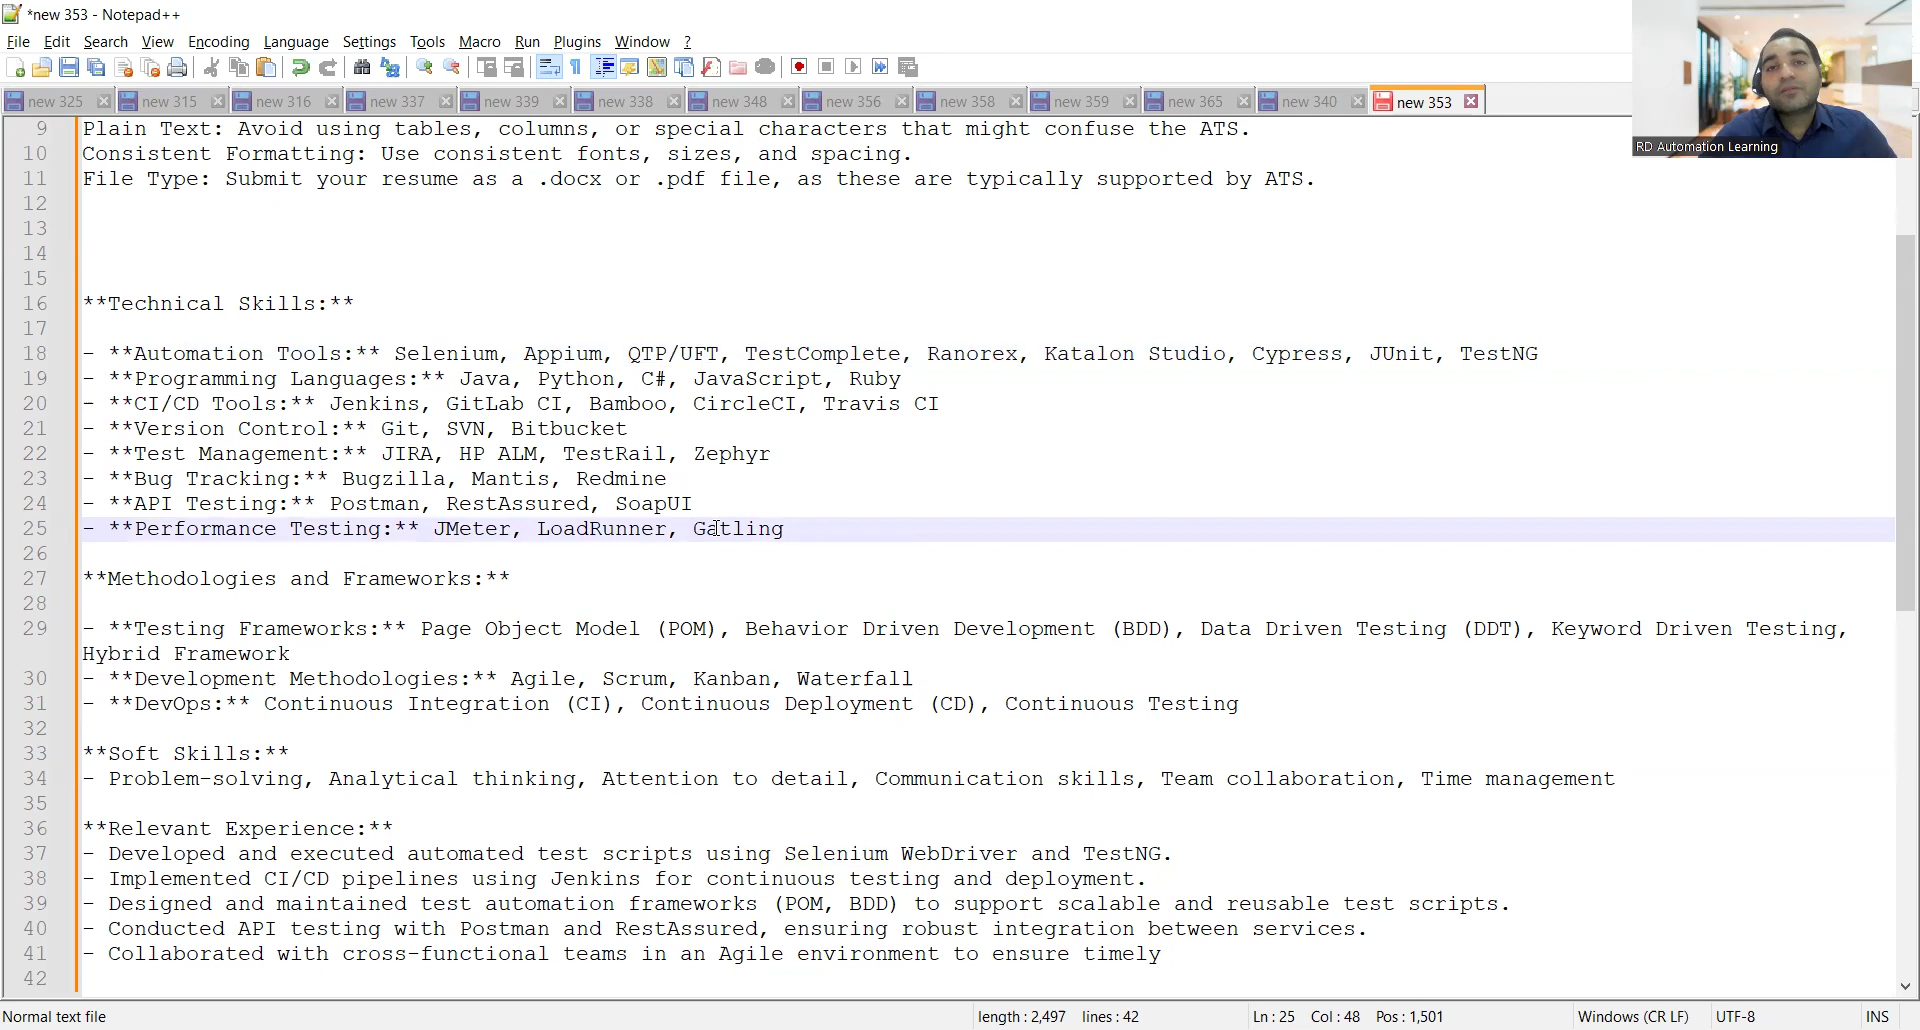 *new 353 - Notepad++
File Edit Search View Encoding Language Settings Tools Macro Run Plugins Window ?
new 325 new 315 new 316 new 337 new 339 new 338 new 348 new 356 new 358 new 359 new 365 new 340 new 353
RD Automation Learning
9 Plain Text: Avoid using tables, columns, or special characters that might confuse the ATS.
10 Consistent Formatting: Use consistent fonts, sizes, and spacing.
11 File Type: Submit your resume as a .docx or .pdf file, as these are typically supported by ATS.
12
13
14
15
16 **Technical Skills:**
17
18 - **Automation Tools:** Selenium, Appium, QTP/UFT, TestComplete, Ranorex, Katalon Studio, Cypress, JUnit, TestNG
19 - **Programming Languages:** Java, Python, C#, JavaScript, Ruby
20 - **CI/CD Tools:** Jenkins, GitLab CI, Bamboo, CircleCI, Travis CI
21 - **Version Control:** Git, SVN, Bitbucket
22 - **Test Management:** JIRA, HP ALM, TestRail, Zephyr
23 - **Bug Tracking:** Bugzilla, Mantis, Redmine
24 - **API Testing:** Postman, RestAssured, SoapUI
25 - **Performance Testing:** JMeter, LoadRunner, Gatling
26
27 **Methodologies and Frameworks:**
28
29 - **Testing Frameworks:** Page Object Model (POM), Behavior Driven Development (BDD), Data Driven Testing (DDT), Keyword Driven Testing,
Hybrid Framework
30 - **Development Methodologies:** Agile, Scrum, Kanban, Waterfall
31 - **DevOps:** Continuous Integration (CI), Continuous Deployment (CD), Continuous Testing
32
33 **Soft Skills:**
34 - Problem-solving, Analytical thinking, Attention to detail, Communication skills, Team collaboration, Time management
35
36 **Relevant Experience:**
37 - Developed and executed automated test scripts using Selenium WebDriver and TestNG.
38 - Implemented CI/CD pipelines using Jenkins for continuous testing and deployment.
39 - Designed and maintained test automation frameworks (POM, BDD) to support scalable and reusable test scripts.
40 - Conducted API testing with Postman and RestAssured, ensuring robust integration between services.
41 - Collaborated with cross-functional teams in an Agile environment to ensure timely
42
Normal text file length : 2,497 lines : 42 Ln : 25 Col : 48 Pos : 1,501 Windows (CR LF) UTF-8 INS